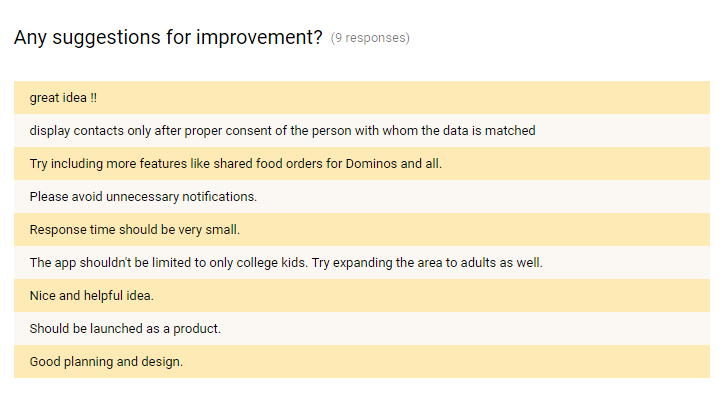 Any suggestions for improvement? (9 responses)
great idea !!
display contacts only after proper consent of the person with whom the data is matched
Try including more features like shared food orders for Dominos and all.
Please avoid unnecessary notifications.
Response time should be very small.
The app shouldn't be limited to only college kids. Try expanding the area to adults as well.
Nice and helpful idea.
Should be launched as a product.
Good planning and design.